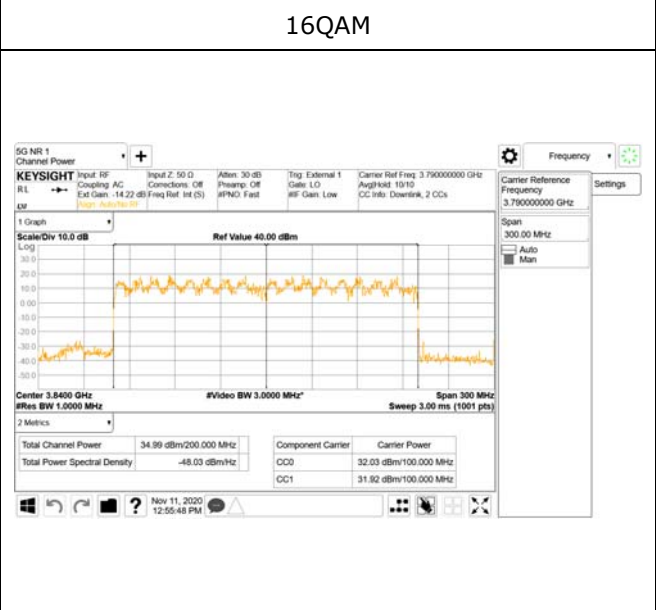 16QAM
5G NR 1
Channel Power
Frequency
KEYSIGHT
Input: RF
Input Z: 50 Ω
Atten: 30 dB
Trig: External 1
Carrier Ref Freq: 3.790000000 GHz
RL
Coupling: AC
Corrections: Off
Preamp: Off
Gate: LO
Avg|Hold: 10/10
Ext Gain: -14.22 dB
Freq Ref: Int (S)
#PNO: Fast
#IF Gain: Low
CC Info: Downlink, 2 CCs
Align: Auto/No RF
Carrier Reference
Frequency
3.790000000 GHz
Settings
Span
300.00 MHz
Auto
Man
1 Graph
Scale/Div 10.0 dB
Ref Value 40.00 dBm
Log
30.0
20.0
10.0
0.00
-10.0
-20.0
-30.0
-40.0
-50.0
Center 3.8400 GHz
#Video BW 3.0000 MHz*
Span 300 MHz
#Res BW 1.0000 MHz
Sweep 3.00 ms (1001 pts)
2 Metrics
Total Channel Power
34.99 dBm/200.000 MHz
Total Power Spectral Density
-48.03 dBm/Hz
Component Carrier
Carrier Power
CC0
32.03 dBm/100.000 MHz
CC1
31.92 dBm/100.000 MHz
?
Nov 11, 2020
12:55:48 PM